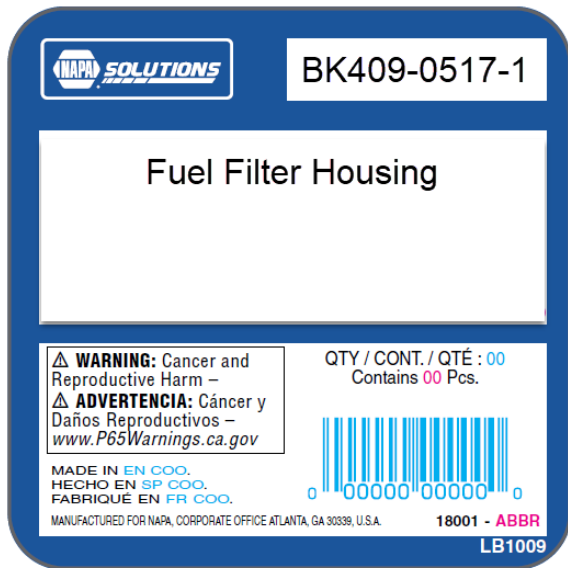 NAPA SOLUTIONS
BK409-0517-1
Fuel Filter Housing
⚠ WARNING: Cancer and
Reproductive Harm –
⚠ ADVERTENCIA: Cáncer y
Daños Reproductivos –
www.P65Warnings.ca.gov
QTY / CONT. / QTÉ : 00
Contains 00 Pcs.
MADE IN EN COO.
HECHO EN SP COO.
FABRIQUÉ EN FR COO.
0 00000 00000 0
MANUFACTURED FOR NAPA, CORPORATE OFFICE ATLANTA, GA 30339, U.S.A.
18001 - ABBR
LB1009